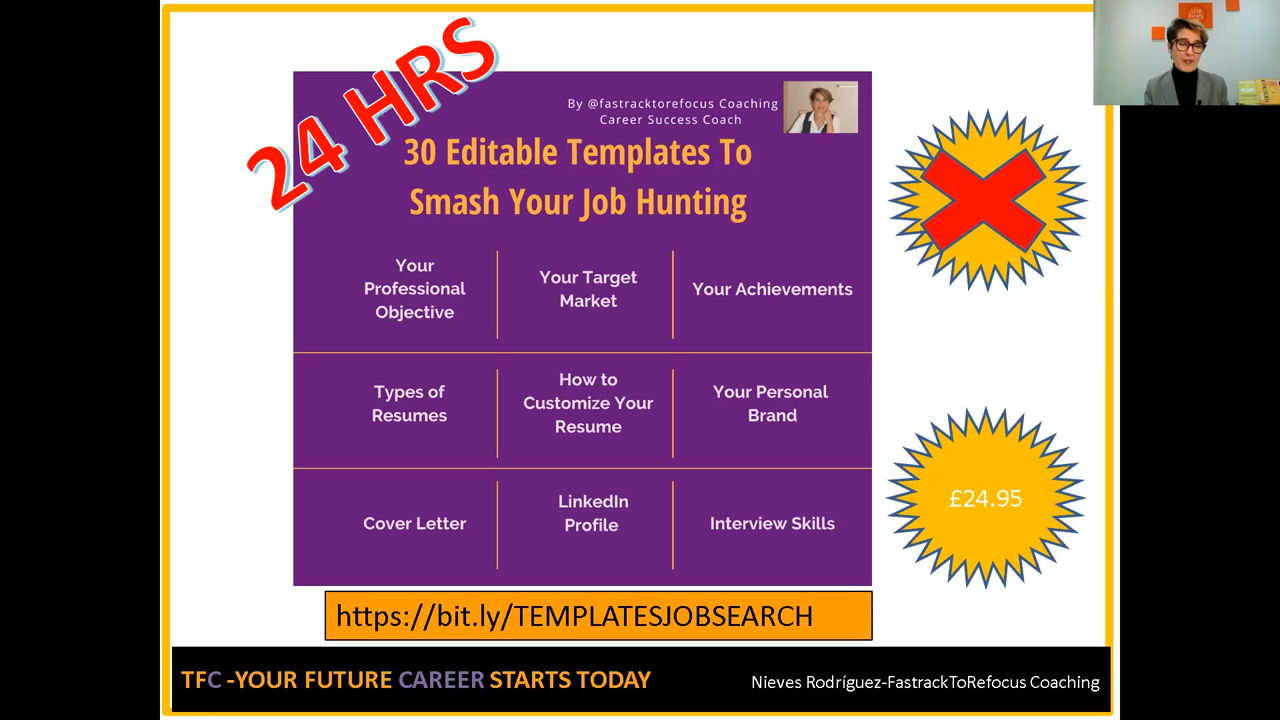 24 HRS
By @fastracktorefocus Coaching
Career Success Coach
30 Editable Templates To
Smash Your Job Hunting
Your
Professional
Objective
Your Target
Market
Your Achievements
Types of
Resumes
How to
Customize Your
Resume
Your Personal
Brand
Cover Letter
LinkedIn
Profile
Interview Skills
£24.95
https://bit.ly/TEMPLATESJOBSEARCH
TFC -YOUR FUTURE CAREER STARTS TODAY
Nieves Rodríguez-FastrackToRefocus Coaching